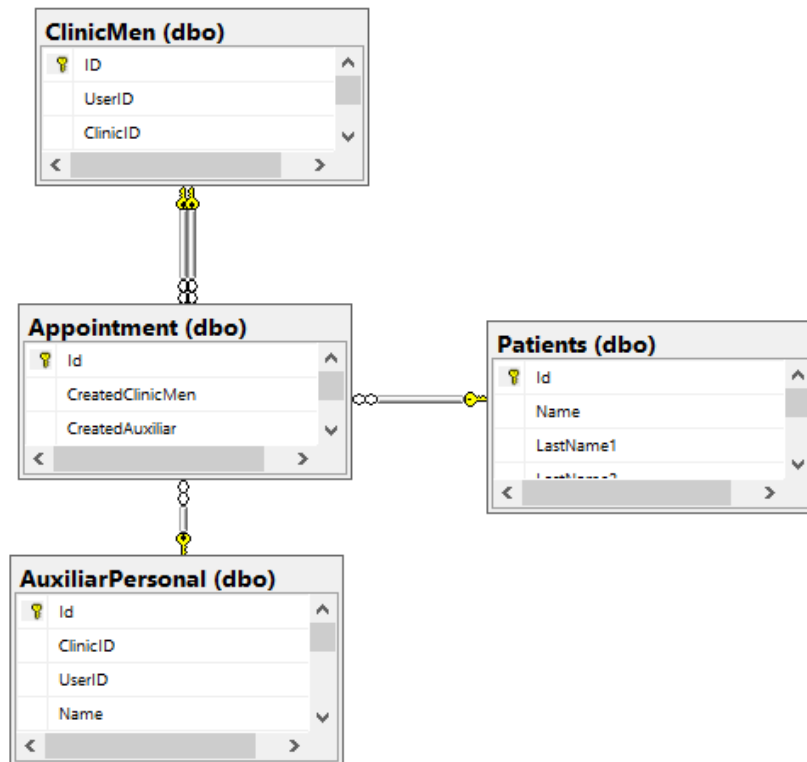 ClinicMen (dbo)
ID
UserID
ClinicID
Appointment (dbo)
Id
CreatedClinicMen
CreatedAuxiliar
Patients (dbo)
Id
Name
LastName1
LastName2
AuxiliarPersonal (dbo)
Id
ClinicID
UserID
Name